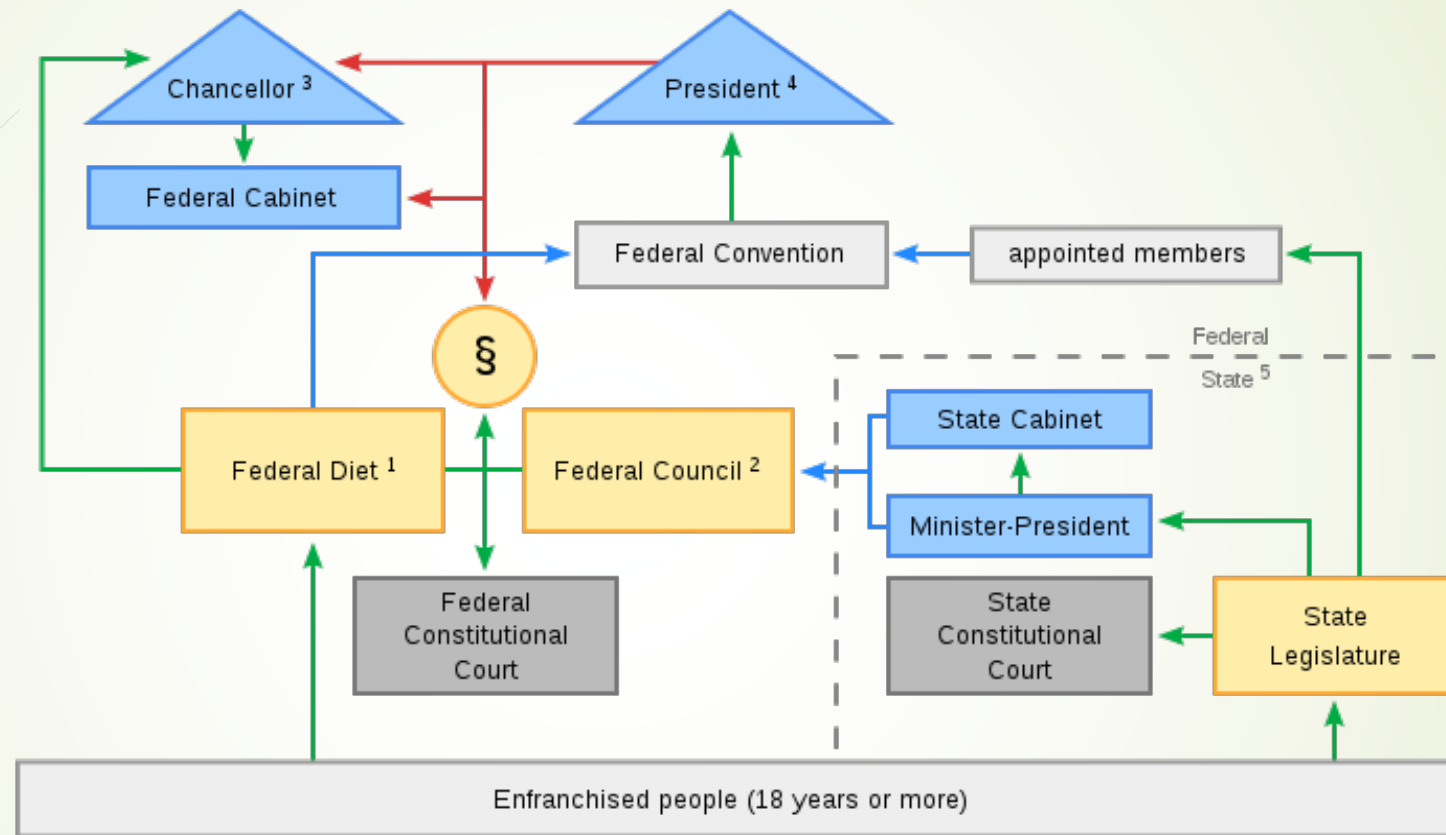 Chancellor 3
President 4
Federal Cabinet
Federal Convention
appointed members
Federal
State 5
§
State Cabinet
Federal Diet 1
Federal Council 2
Minister-President
Federal
Constitutional
Court
State
Constitutional
Court
State
Legislature
Enfranchised people (18 years or more)